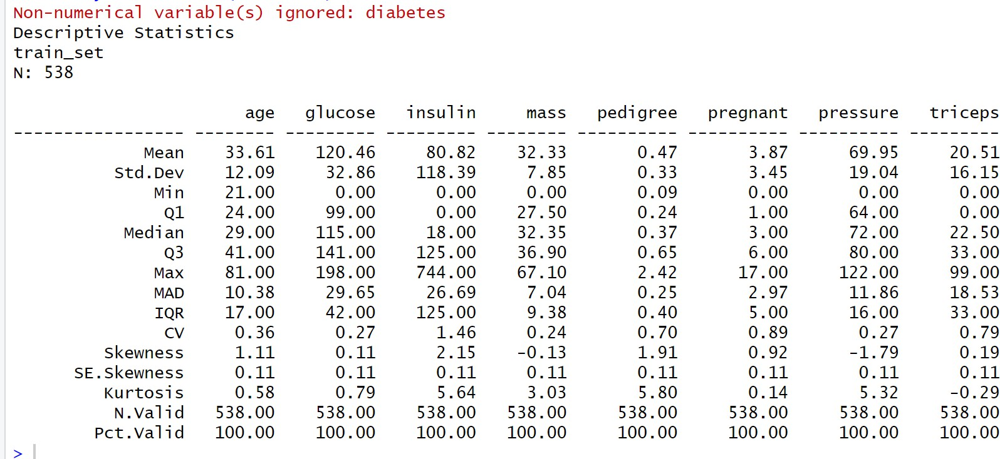 Non-numerical variable(s) ignored: diabetes
Descriptive Statistics
train_set
N: 538
age glucose insulin mass pedigree pregnant pressure triceps
----------------- -------- --------- --------- -------- ---------- ---------- ---------- ---------
Mean 33.61 120.46 80.82 32.33 0.47 3.87 69.95 20.51
Std.Dev 12.09 32.86 118.39 7.85 0.33 3.45 19.04 16.15
Min 21.00 0.00 0.00 0.00 0.09 0.00 0.00 0.00
Q1 24.00 99.00 0.00 27.50 0.24 1.00 64.00 0.00
Median 29.00 115.00 18.00 32.35 0.37 3.00 72.00 22.50
Q3 41.00 141.00 125.00 36.90 0.65 6.00 80.00 33.00
Max 81.00 198.00 744.00 67.10 2.42 17.00 122.00 99.00
MAD 10.38 29.65 26.69 7.04 0.25 2.97 11.86 18.53
IQR 17.00 42.00 125.00 9.38 0.40 5.00 16.00 33.00
CV 0.36 0.27 1.46 0.24 0.70 0.89 0.27 0.79
Skewness 1.11 0.11 2.15 -0.13 1.91 0.92 -1.79 0.19
SE.Skewness 0.11 0.11 0.11 0.11 0.11 0.11 0.11 0.11
Kurtosis 0.58 0.79 5.64 3.03 5.80 0.14 5.32 -0.29
N.Valid 538.00 538.00 538.00 538.00 538.00 538.00 538.00 538.00
Pct.Valid 100.00 100.00 100.00 100.00 100.00 100.00 100.00 100.00
>